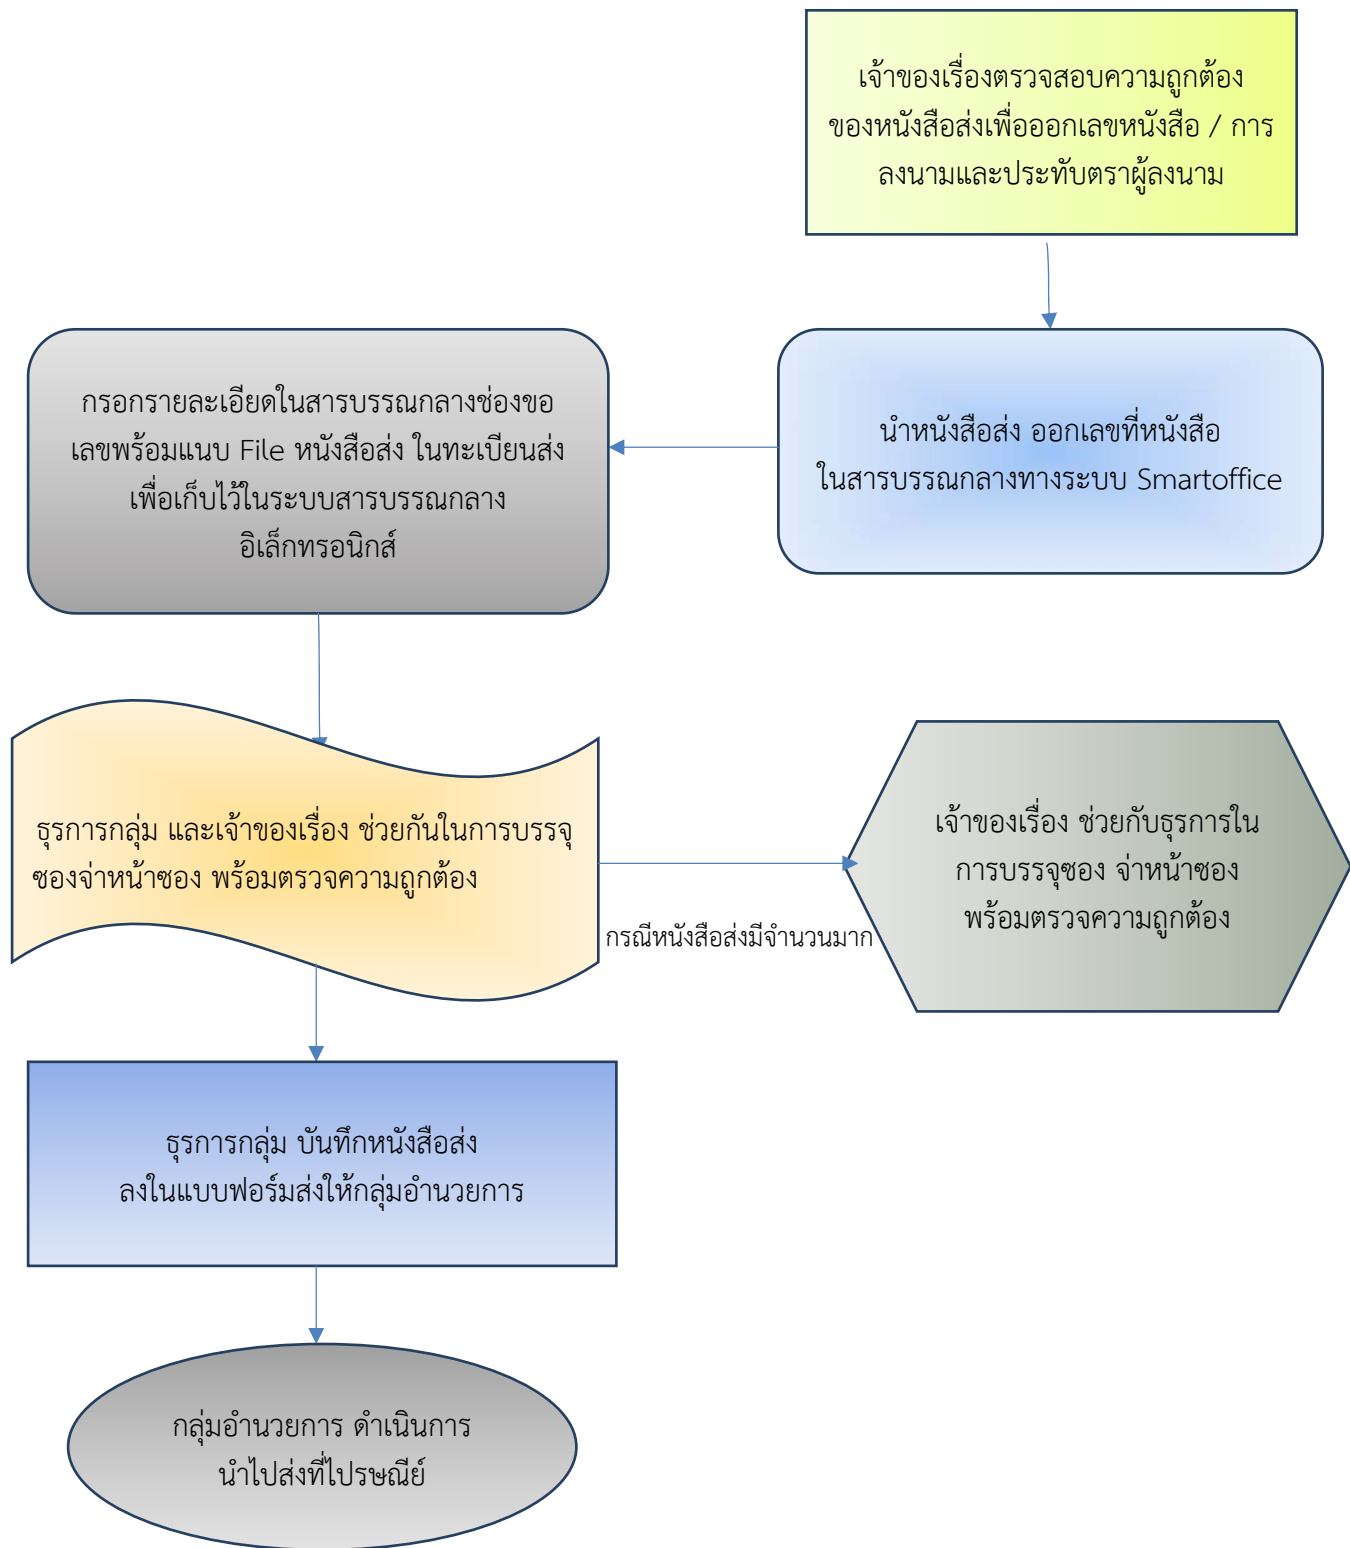 เจ้าของเรื่องตรวจสอบความถูกต้อง
ของหนังสือส่งเพื่อออกเลขหนังสือ / การ
ลงนามและประทับตราผู้ลงนาม
นำหนังสือส่ง ออกเลขที่หนังสือ
ในสารบรรณกลางทางระบบ Smartoffice
กรอกรายละเอียดในสารบรรณกลางช่องขอ
เลขพร้อมแนบ File หนังสือส่ง ในทะเบียนส่ง
เพื่อเก็บไว้ในระบบสารบรรณกลาง
อิเล็กทรอนิกส์
ธุรการกลุ่ม และเจ้าของเรื่อง ช่วยกันในการบรรจุ
ซองจ่าหน้าซอง พร้อมตรวจความถูกต้อง
กรณีหนังสือส่งมีจำนวนมาก
เจ้าของเรื่อง ช่วยกับธุรการใน
การบรรจุซอง จ่าหน้าซอง
พร้อมตรวจความถูกต้อง
ธุรการกลุ่ม บันทึกหนังสือส่ง
ลงในแบบฟอร์มส่งให้กลุ่มอำนวยการ
กลุ่มอำนวยการ ดำเนินการ
นำไปส่งที่ไปรษณีย์